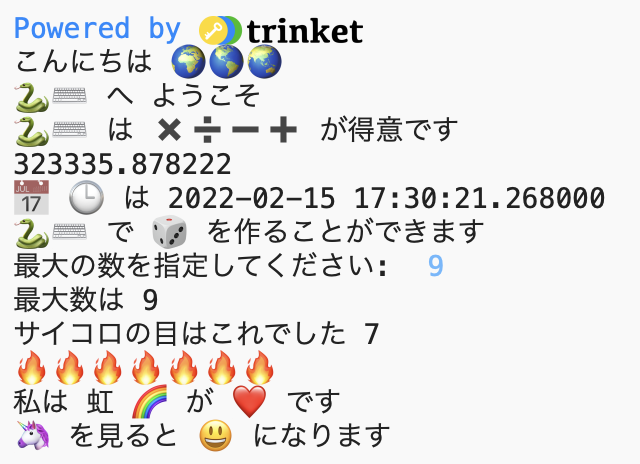 Powered by trinket
こんにちは 🌍🌎🌏
🐍⌨️ へ ようこそ
🐍⌨️ は ✖️➗➖➕ が得意です
323335.878222
📅 🕒 は 2022-02-15 17:30:21.268000
🐍⌨️ で 🎲 を作ることができます
最大の数を指定してください: 9
最大数は 9
サイコロの目はこれでした 7
🔥🔥🔥🔥🔥🔥🔥
私は 虹 🌈 が ❤️ です
🦄 を見ると 😃 になります